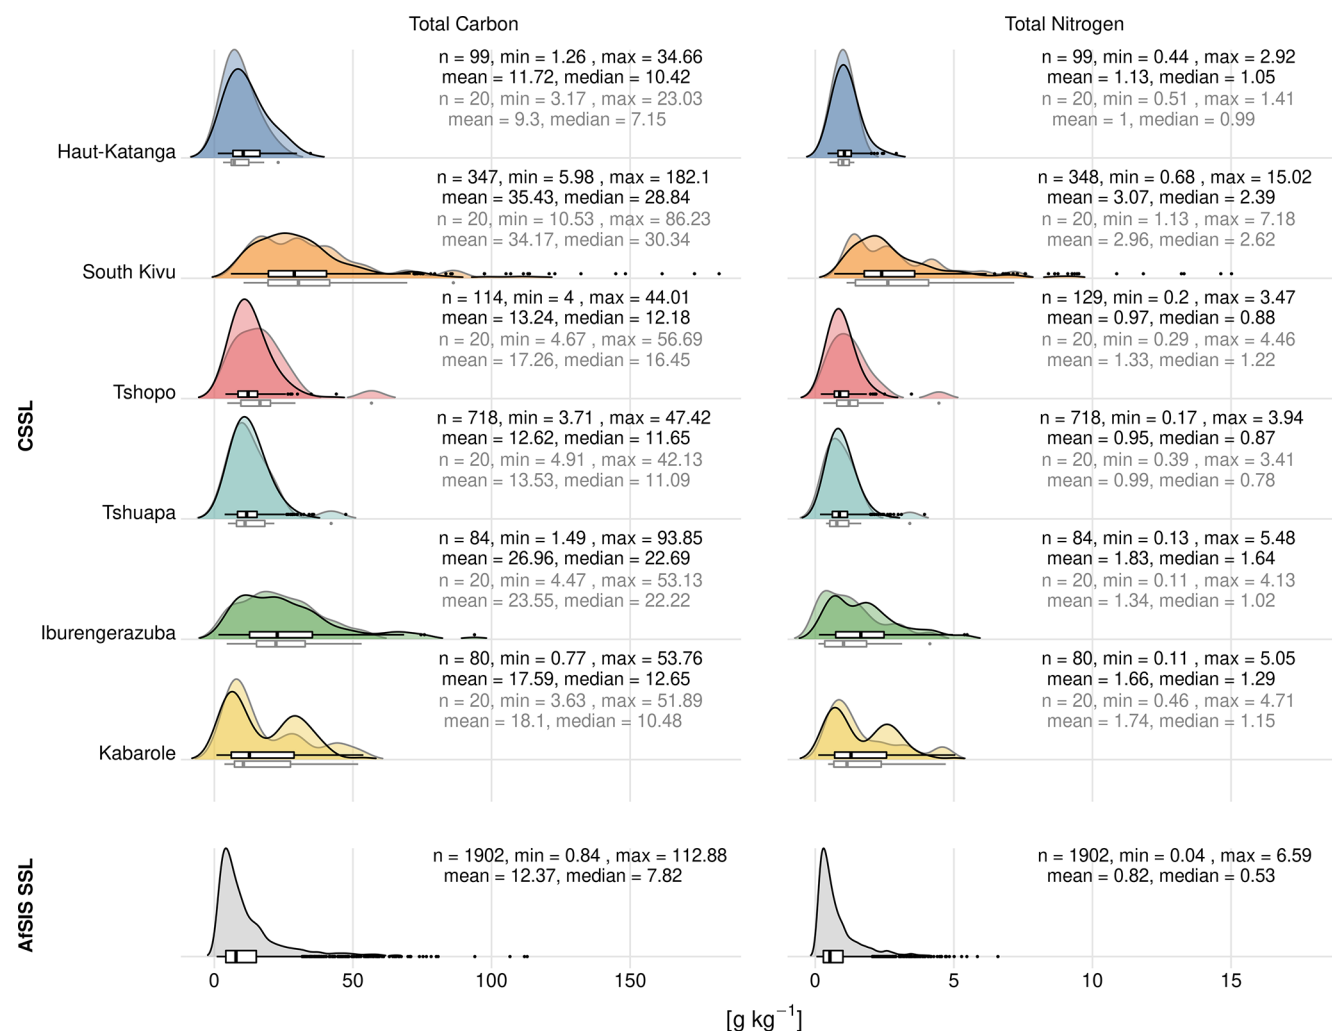 Total Carbon
Total Nitrogen
n = 99, min = 1.26 , max = 34.66
mean = 11.72, median = 10.42
n = 20, min = 3.17 , max = 23.03
mean = 9.3, median = 7.15
n = 99, min = 0.44 , max = 2.92
mean = 1.13, median = 1.05
n = 20, min = 0.51 , max = 1.41
mean = 1, median = 0.99
Haut-Katanga
n = 347, min = 5.98 , max = 182.1
mean = 35.43, median = 28.84
n = 20, min = 10.53 , max = 86.23
mean = 34.17, median = 30.34
n = 348, min = 0.68 , max = 15.02
mean = 3.07, median = 2.39
n = 20, min = 1.13 , max = 7.18
mean = 2.96, median = 2.62
South Kivu
n = 114, min = 4 , max = 44.01
mean = 13.24, median = 12.18
n = 20, min = 4.67 , max = 56.69
mean = 17.26, median = 16.45
n = 129, min = 0.2 , max = 3.47
mean = 0.97, median = 0.88
n = 20, min = 0.29 , max = 4.46
mean = 1.33, median = 1.22
Tshopo
CSSL
n = 718, min = 3.71 , max = 47.42
mean = 12.62, median = 11.65
n = 20, min = 4.91 , max = 42.13
mean = 13.53, median = 11.09
n = 718, min = 0.17 , max = 3.94
mean = 0.95, median = 0.87
n = 20, min = 0.39 , max = 3.41
mean = 0.99, median = 0.78
Tshuapa
n = 84, min = 1.49 , max = 93.85
mean = 26.96, median = 22.69
n = 20, min = 4.47 , max = 53.13
mean = 23.55, median = 22.22
n = 84, min = 0.13 , max = 5.48
mean = 1.83, median = 1.64
n = 20, min = 0.11 , max = 4.13
mean = 1.34, median = 1.02
Iburengerazuba
n = 80, min = 0.77 , max = 53.76
mean = 17.59, median = 12.65
n = 20, min = 3.63 , max = 51.89
mean = 18.1, median = 10.48
n = 80, min = 0.11 , max = 5.05
mean = 1.66, median = 1.29
n = 20, min = 0.46 , max = 4.71
mean = 1.74, median = 1.15
Kabarole
AfSIS SSL
n = 1902, min = 0.84 , max = 112.88
mean = 12.37, median = 7.82
n = 1902, min = 0.04 , max = 6.59
mean = 0.82, median = 0.53
0 50 100 150
0 5 10 15
[g kg⁻¹]